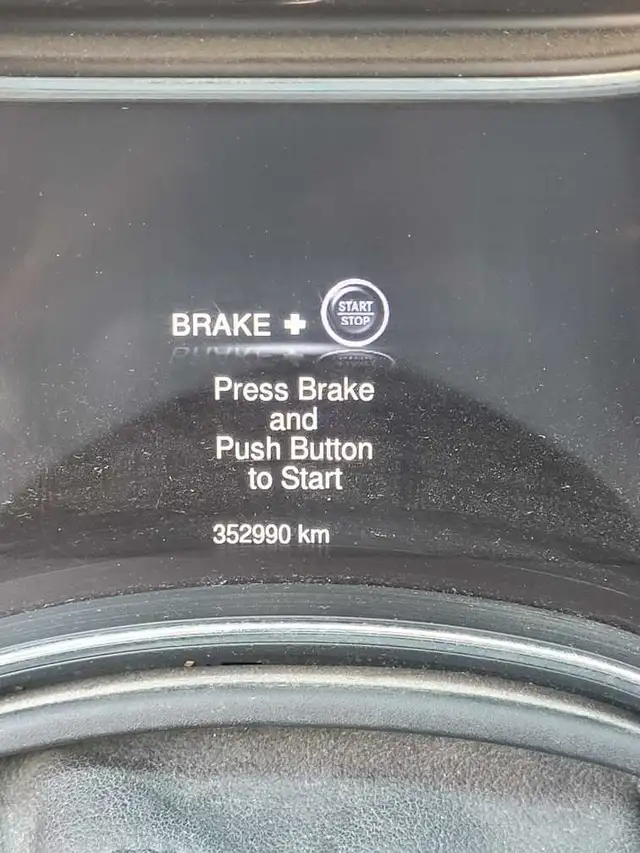 BRAKE + START STOP
Press Brake
and
Push Button
to Start
352990 km